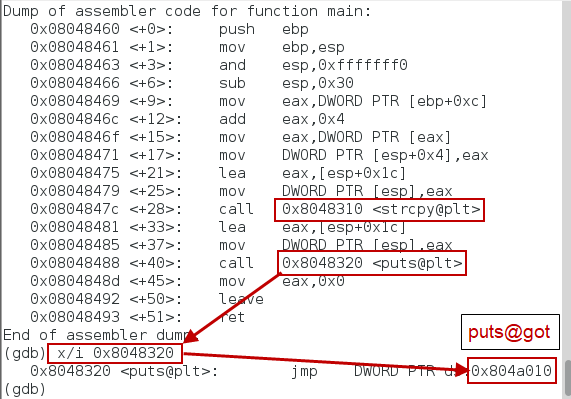 Dump of assembler code for function main:
0x08048460 <+0>: push ebp
0x08048461 <+1>: mov ebp,esp
0x08048463 <+3>: and esp,0xfffffff0
0x08048466 <+6>: sub esp,0x30
0x08048469 <+9>: mov eax,DWORD PTR [ebp+0xc]
0x0804846c <+12>: add eax,0x4
0x0804846f <+15>: mov eax,DWORD PTR [eax]
0x08048471 <+17>: mov DWORD PTR [esp+0x4],eax
0x08048475 <+21>: lea eax,[esp+0x1c]
0x08048479 <+25>: mov DWORD PTR [esp],eax
0x0804847c <+28>: call 0x8048310 <strcpy@plt>
0x08048481 <+33>: lea eax,[esp+0x1c]
0x08048485 <+37>: mov DWORD PTR [esp],eax
0x08048488 <+40>: call 0x8048320 <puts@plt>
0x0804848d <+45>: mov eax,0x0
0x08048492 <+50>: leave
0x08048493 <+51>: ret
End of assembler dump
puts@got
(gdb) x/i 0x8048320
0x8048320 <puts@plt>: jmp DWORD PTR 0x804a010
(gdb)